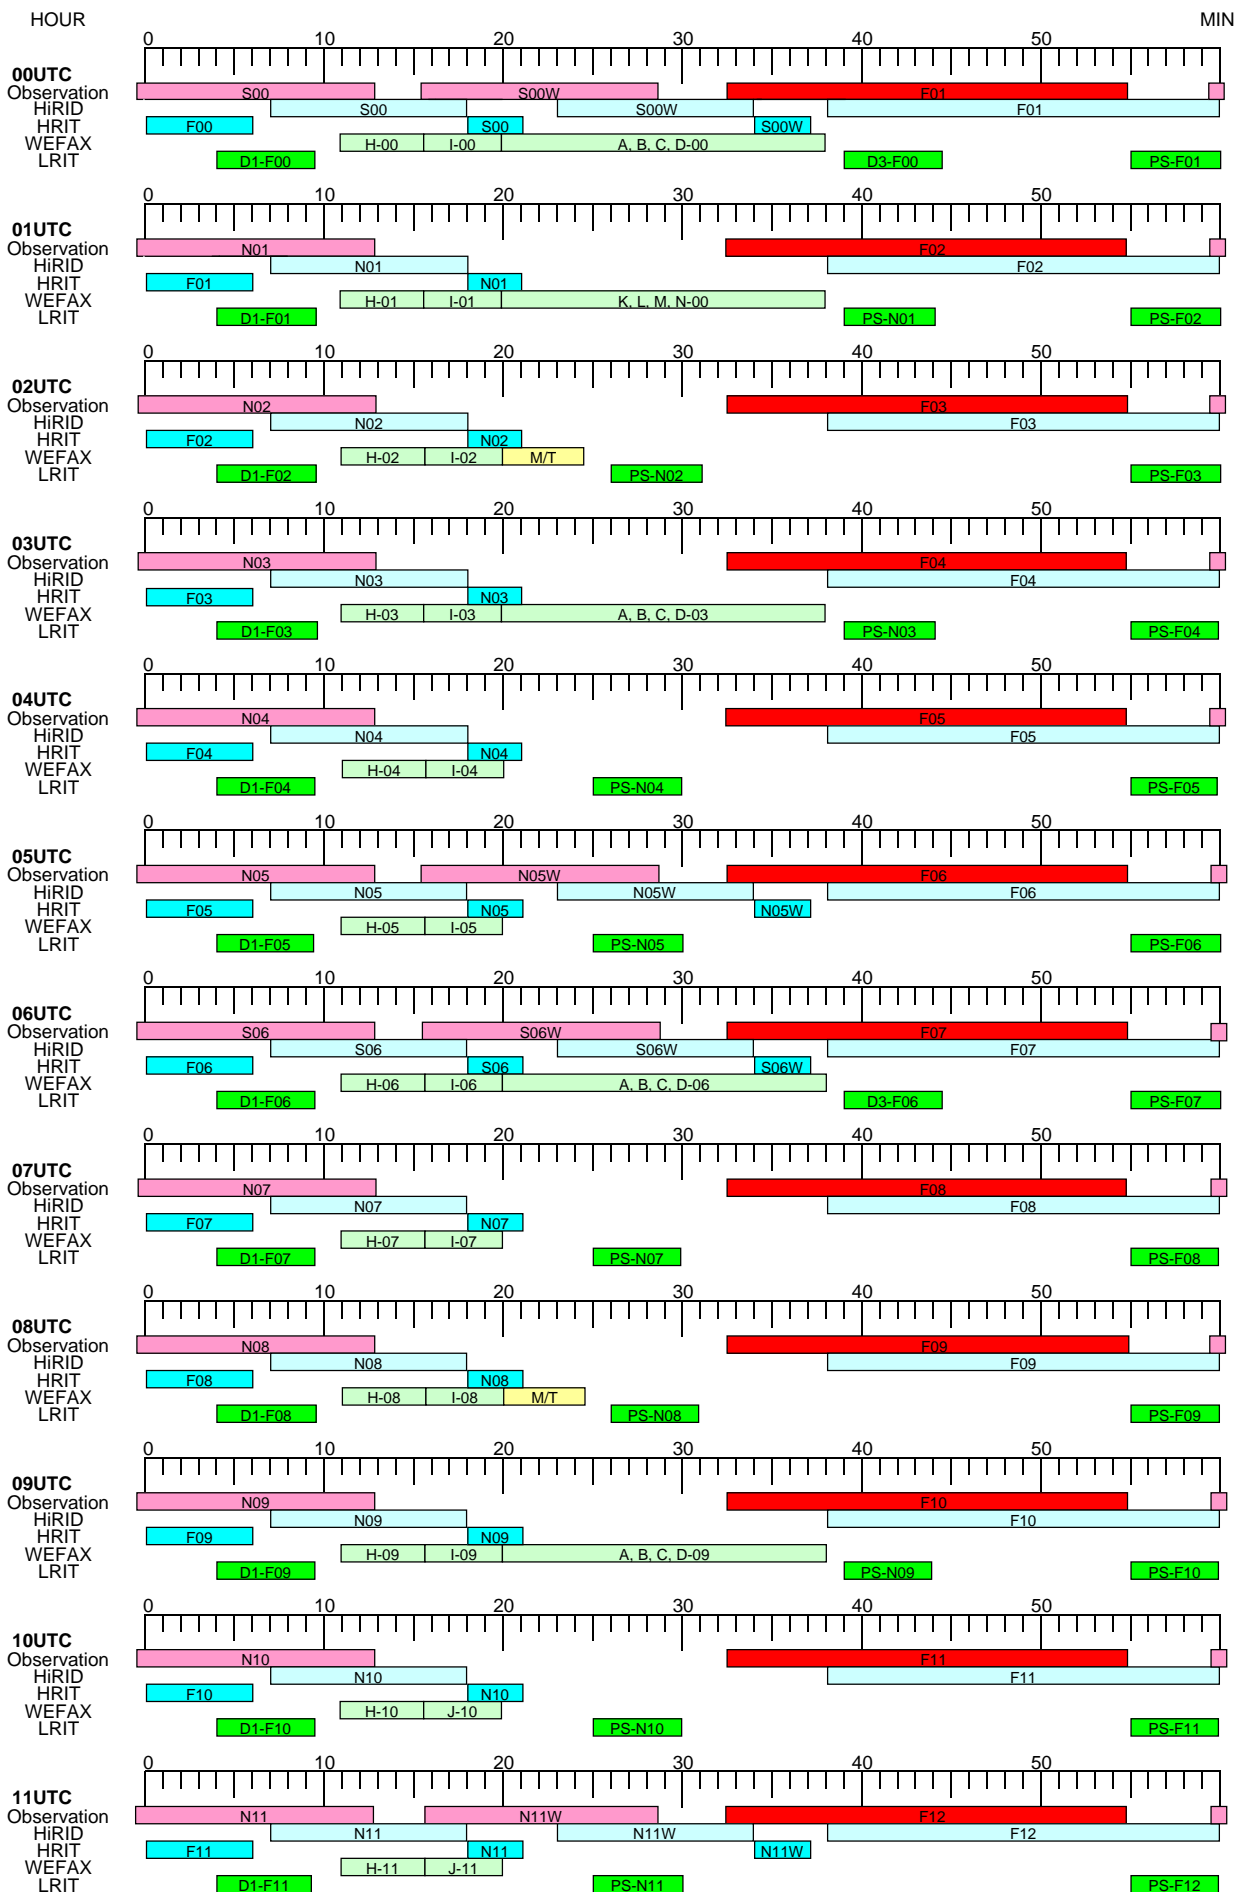 HOUR MIN
0 10 20 30 40 50
00UTC
Observation S00 S00W F01
HiRID S00 S00W F01
HRIT F00 S00 S00W
WEFAX H-00 I-00 A, B, C, D-00
LRIT D1-F00 D3-F00 PS-F01
0 10 20 30 40 50
01UTC
Observation N01 F02
HiRID N01 F02
HRIT F01 N01
WEFAX H-01 I-01 K, L, M, N-00
LRIT D1-F01 PS-N01 PS-F02
0 10 20 30 40 50
02UTC
Observation N02 F03
HiRID N02 F03
HRIT F02 N02
WEFAX H-02 I-02 M/T
LRIT D1-F02 PS-N02 PS-F03
0 10 20 30 40 50
03UTC
Observation N03 F04
HiRID N03 F04
HRIT F03 N03
WEFAX H-03 I-03 A, B, C, D-03
LRIT D1-F03 PS-N03 PS-F04
0 10 20 30 40 50
04UTC
Observation N04 F05
HiRID N04 F05
HRIT F04 N04
WEFAX H-04 I-04
LRIT D1-F04 PS-N04 PS-F05
0 10 20 30 40 50
05UTC
Observation N05 N05W F06
HiRID N05 N05W F06
HRIT F05 N05 N05W
WEFAX H-05 I-05
LRIT D1-F05 PS-N05 PS-F06
0 10 20 30 40 50
06UTC
Observation S06 S06W F07
HiRID S06 S06W F07
HRIT F06 S06 S06W
WEFAX H-06 I-06 A, B, C, D-06
LRIT D1-F06 D3-F06 PS-F07
0 10 20 30 40 50
07UTC
Observation N07 F08
HiRID N07 F08
HRIT F07 N07
WEFAX H-07 I-07
LRIT D1-F07 PS-N07 PS-F08
0 10 20 30 40 50
08UTC
Observation N08 F09
HiRID N08 F09
HRIT F08 N08
WEFAX H-08 I-08 M/T
LRIT D1-F08 PS-N08 PS-F09
0 10 20 30 40 50
09UTC
Observation N09 F10
HiRID N09 F10
HRIT F09 N09
WEFAX H-09 I-09 A, B, C, D-09
LRIT D1-F09 PS-N09 PS-F10
0 10 20 30 40 50
10UTC
Observation N10 F11
HiRID N10 F11
HRIT F10 N10
WEFAX H-10 J-10
LRIT D1-F10 PS-N10 PS-F11
0 10 20 30 40 50
11UTC
Observation N11 N11W F12
HiRID N11 N11W F12
HRIT F11 N11 N11W
WEFAX H-11 J-11
LRIT D1-F11 PS-N11 PS-F12